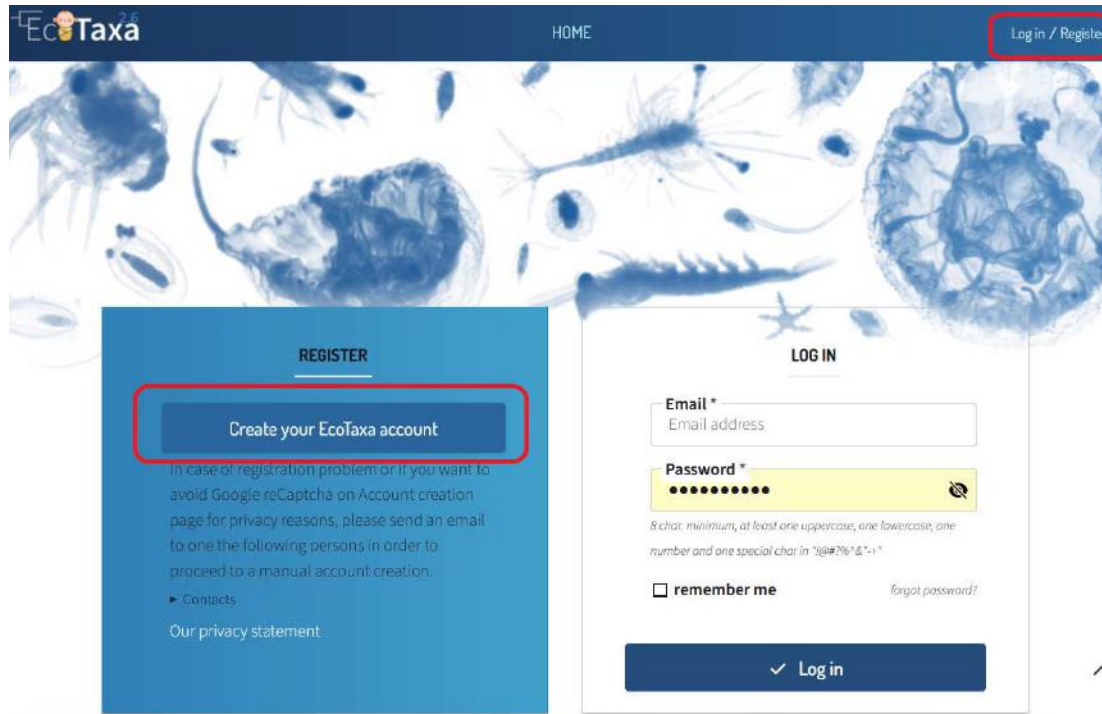 EcoTaxa 2.6
HOME
Log in / Registe
REGISTER
Create your EcoTaxa account
In case of registration problem or if you want to
avoid Google reCaptcha on Account creation
page for privacy reasons, please send an email
to one the following persons in order to
proceed to a manual account creation.
► Contacts
Our privacy statement
LOG IN
Email *
Email address
Password *
••••••••••
8 char. minimum, at least one uppercase, one lowercase, one
number and one special char in
remember me
forgot password?
Log in